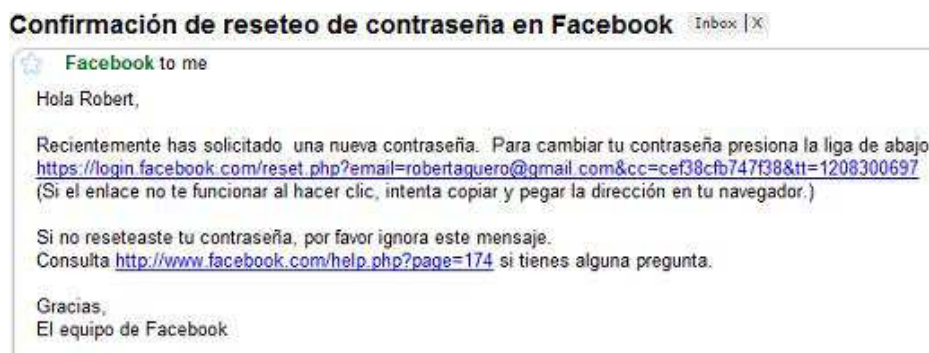 Confirmación de reseteo de contraseña en Facebook Inbox X
Facebook to me
Hola Robert,
Recientemente has solicitado una nueva contraseña. Para cambiar tu contraseña presiona la liga de abajo
https://login.facebook.com/reset.php?email=robertaguero@gmail.com&cc=cef38cfb747f38&tt=1208300697
(Si el enlace no te funcionar al hacer clic, intenta copiar y pegar la dirección en tu navegador.)
Si no reseteaste tu contraseña, por favor ignora este mensaje.
Consulta http://www.facebook.com/help.php?page=174 si tienes alguna pregunta.
Gracias,
El equipo de Facebook